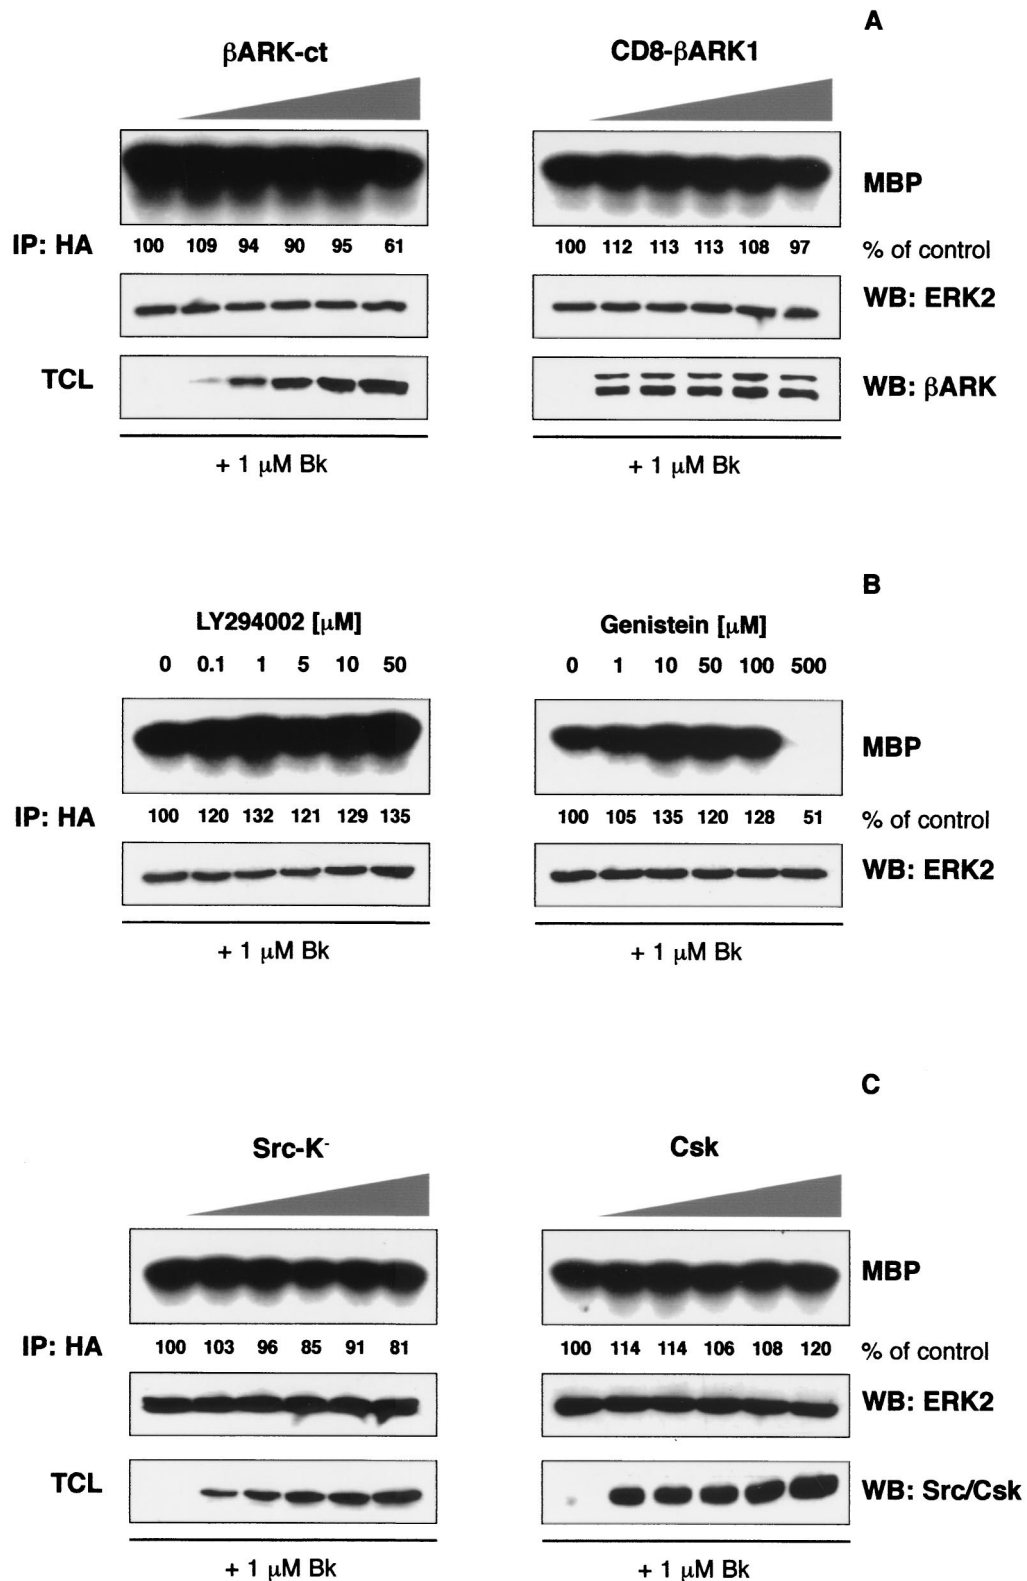 A
βARK-ct CD8-βARK1
MBP
IP: HA 100 109 94 90 95 61 100 112 113 113 108 97 % of control
WB: ERK2
TCL WB: βARK
+ 1 μM Bk + 1 μM Bk
B
LY294002 [μM] Genistein [μM]
0 0.1 1 5 10 50 0 1 10 50 100 500
MBP
IP: HA 100 120 132 121 129 135 100 105 135 120 128 51 % of control
WB: ERK2
+ 1 μM Bk + 1 μM Bk
C
Src-K⁻ Csk
MBP
IP: HA 100 103 96 85 91 81 100 114 114 106 108 120 % of control
WB: ERK2
TCL WB: Src/Csk
+ 1 μM Bk + 1 μM Bk